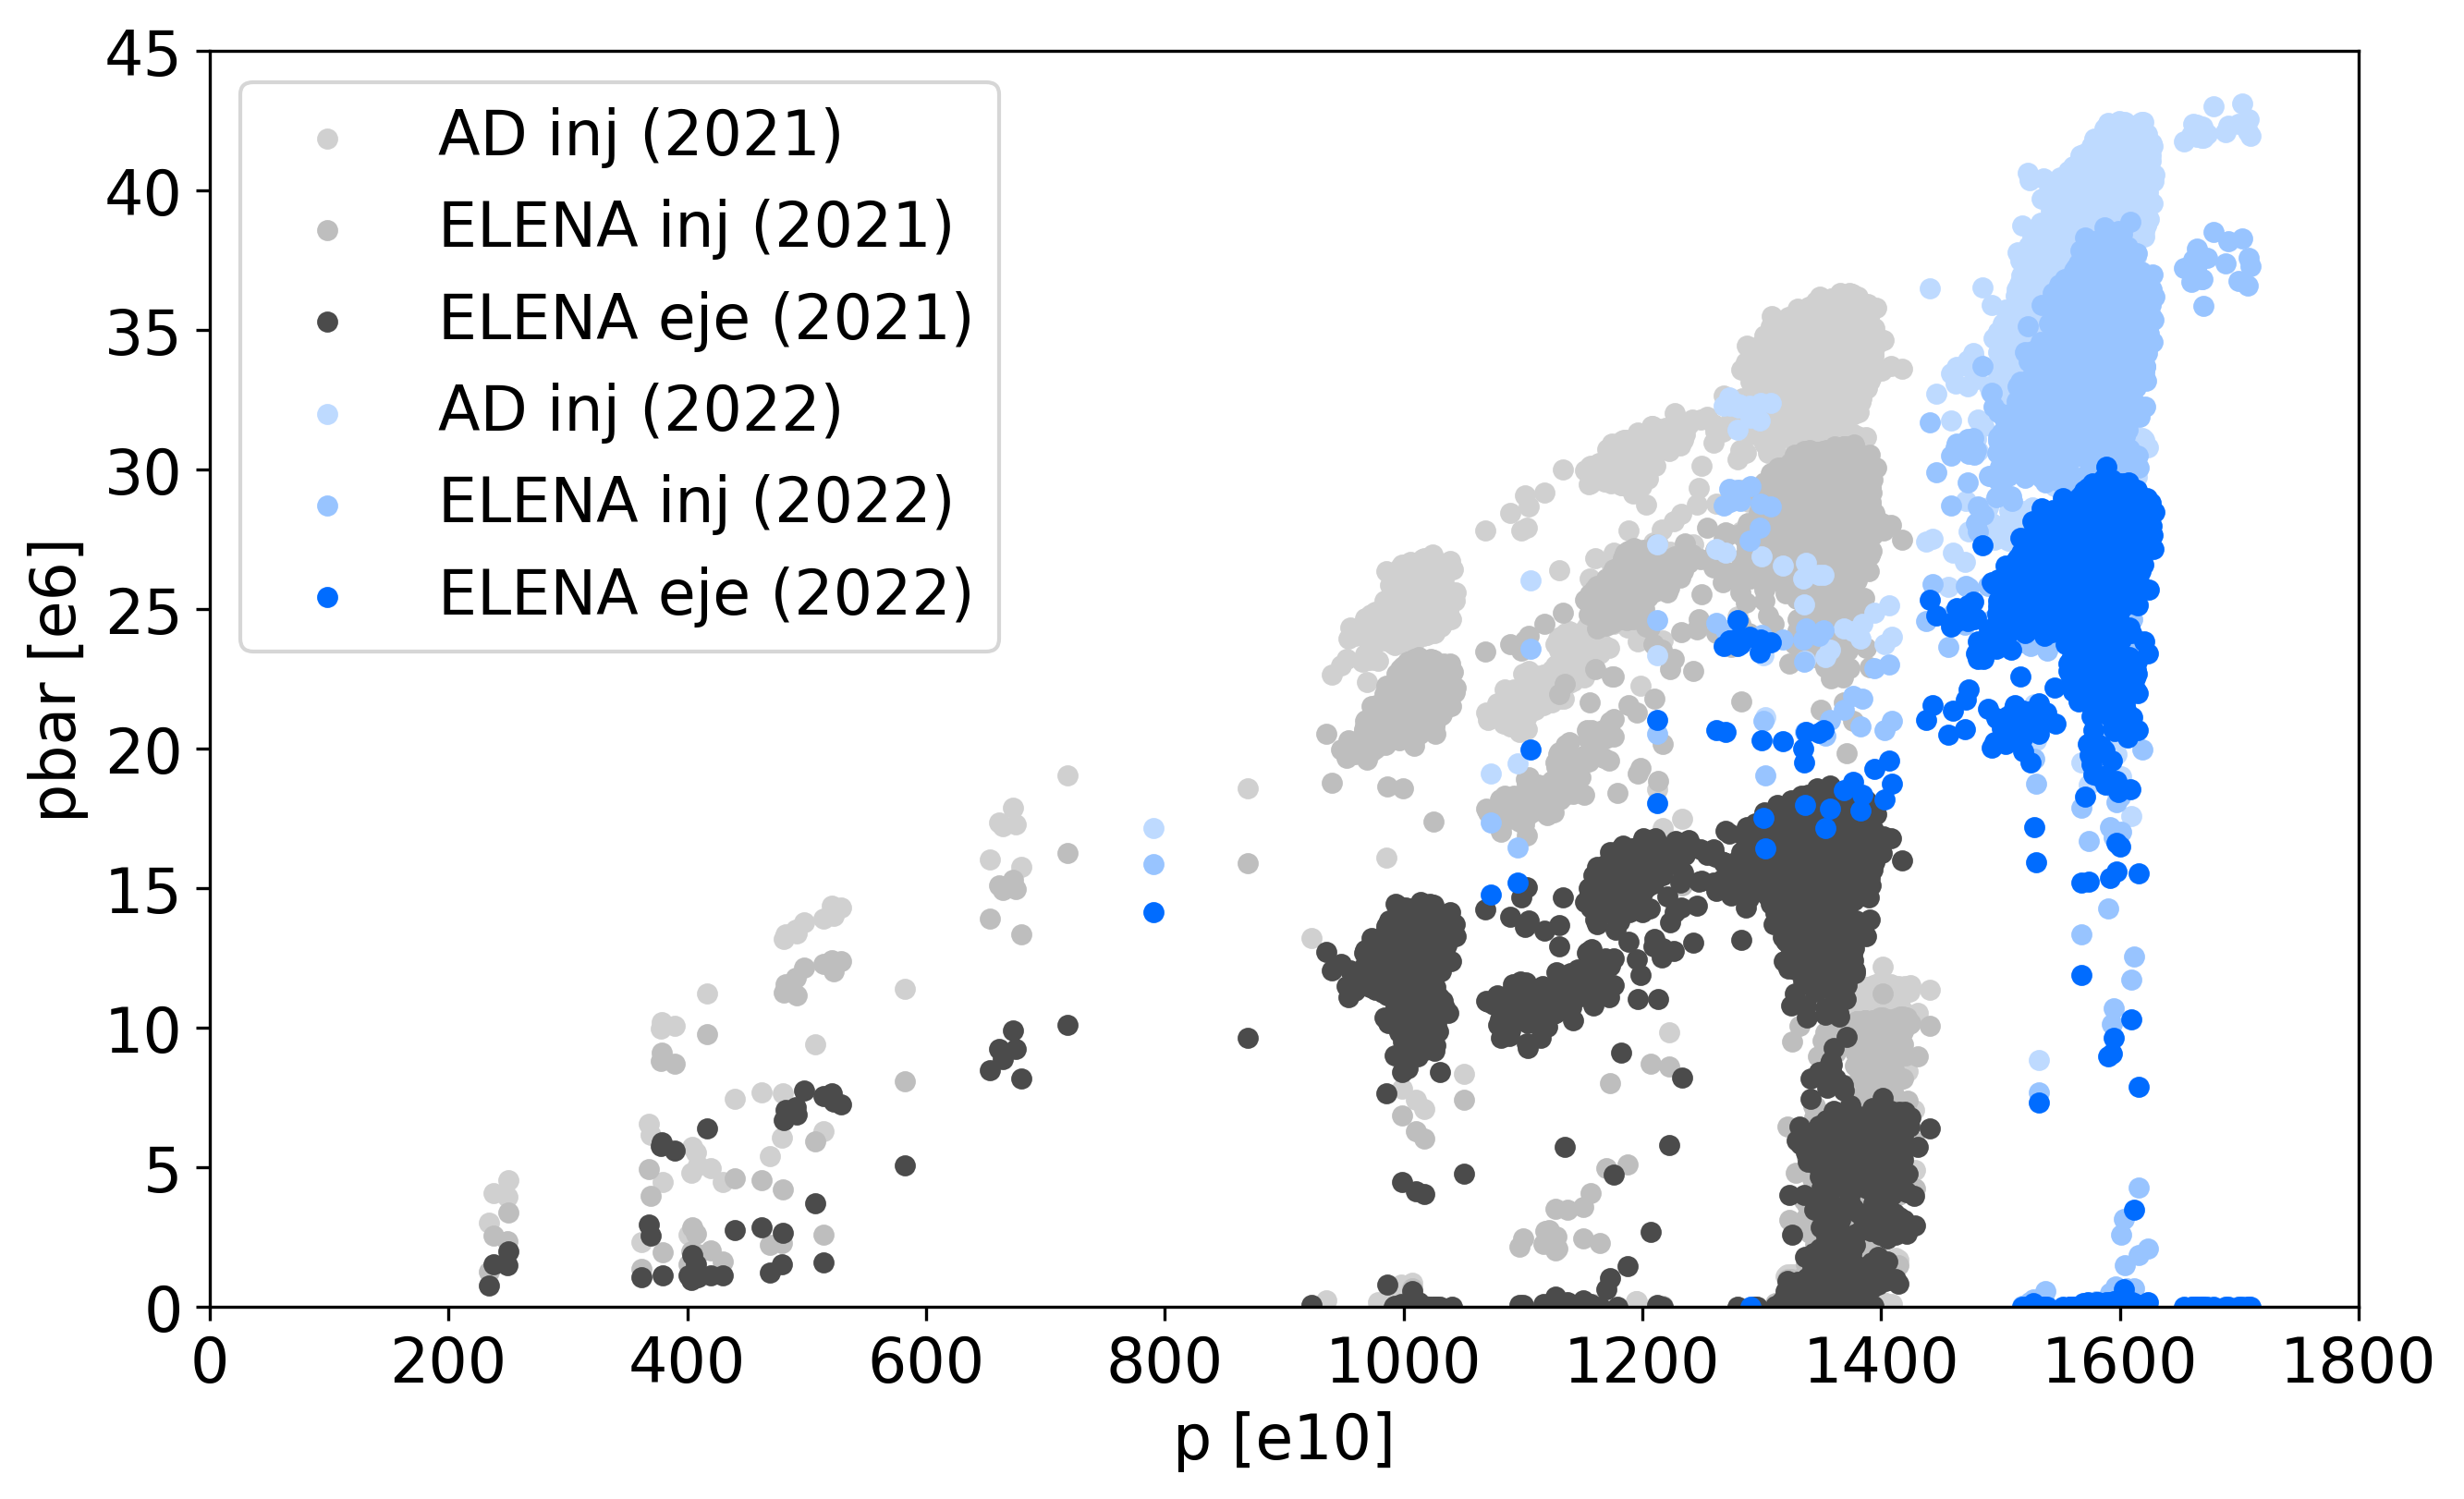 45
40
35
30
25
20
15
10
5
0
pbar [e6]
AD inj (2021)
ELENA inj (2021)
ELENA eje (2021)
AD inj (2022)
ELENA inj (2022)
ELENA eje (2022)
0 200 400 600 800 1000 1200 1400 1600 1800
p [e10]